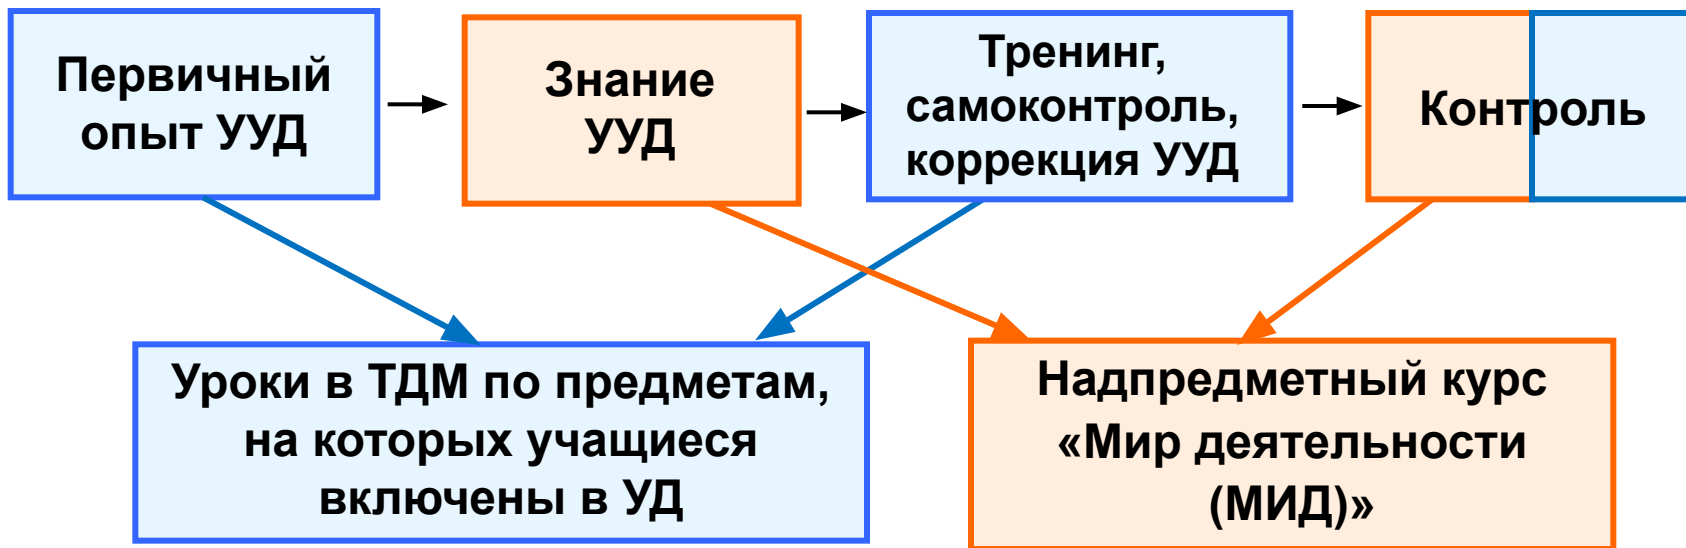 Первичный
опыт УУД
Знание
УУД
Тренинг,
самоконтроль,
коррекция УУД
Контроль
Уроки в ТДМ по предметам,
на которых учащиеся
включены в УД
Надпредметный курс
«Мир деятельности
(МИД)»